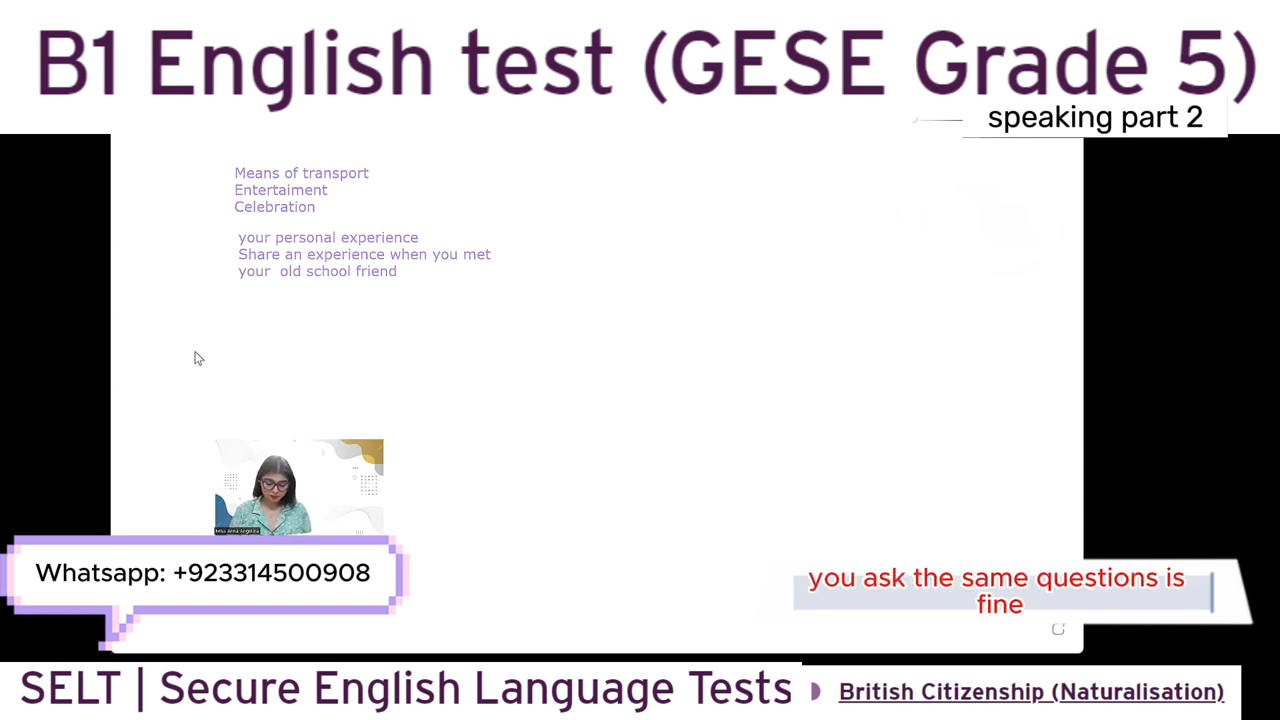 B1 English test (GESE Grade 5)
speaking part 2
Means of transport
Entertaiment
Celebration
your personal experience
Share an experience when you met
your old school friend
Whatsapp: +923314500908
you ask the same questions is
fine
SELT | Secure English Language Tests
British Citizenship (Naturalisation)